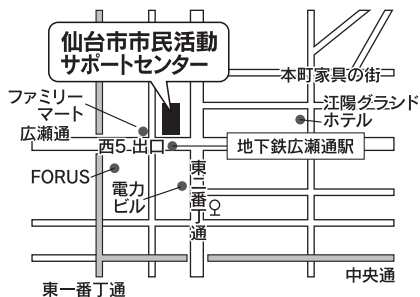 仙台市市民活動
サポートセンター
本町家具の街
ファミリー
マート
江陽グランド
ホテル
広瀬通
西5 出口
地下鉄広瀬通駅
FORUS
電力
ビル
東二番丁通
東一番丁通
中央通